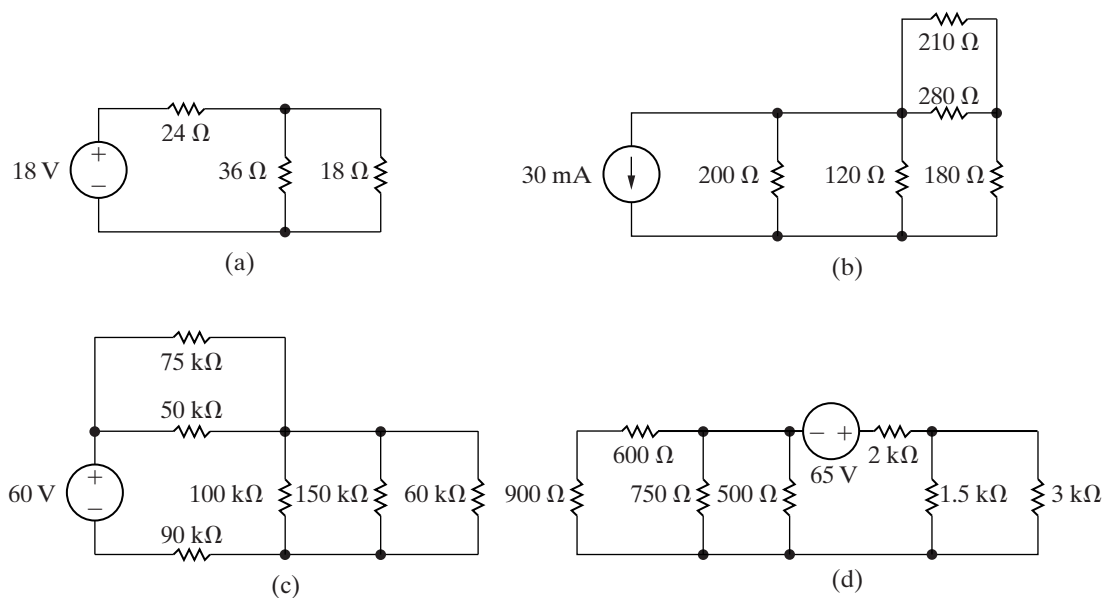 24 Ω
18 V
+
−
36 Ω
18 Ω
(a)
210 Ω
280 Ω
30 mA
200 Ω
120 Ω
180 Ω
(b)
75 kΩ
50 kΩ
60 V
+
−
100 kΩ
150 kΩ
60 kΩ
90 kΩ
(c)
600 Ω
− +
65 V
2 kΩ
900 Ω
750 Ω
500 Ω
1.5 kΩ
3 kΩ
(d)